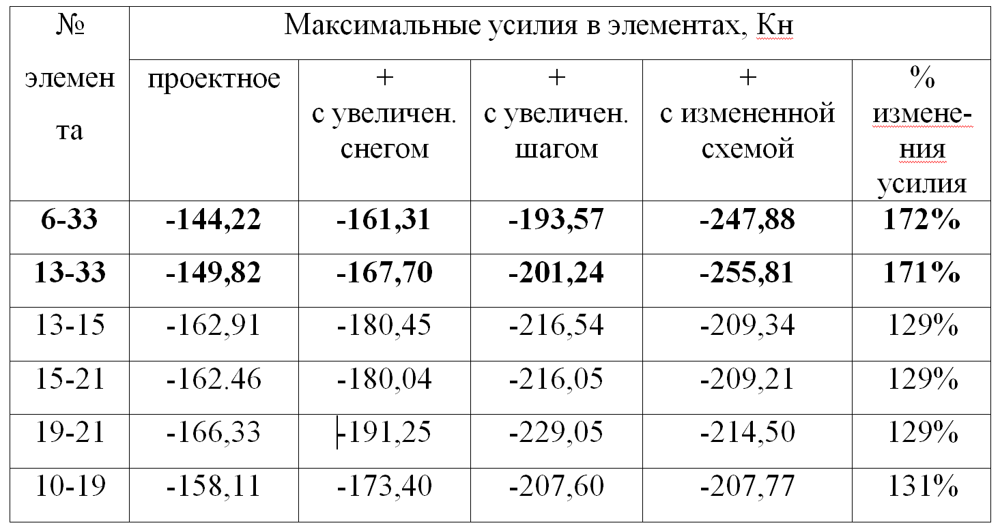 №
элемен
та
Максимальные усилия в элементах, Кн
проектное
+
с увеличен.
снегом
+
с увеличен.
шагом
+
с измененной
схемой
%
измене-
ния
усилия
6-33 -144,22 -161,31 -193,57 -247,88 172%
13-33 -149,82 -167,70 -201,24 -255,81 171%
13-15 -162,91 -180,45 -216,54 -209,34 129%
15-21 -162.46 -180,04 -216,05 -209,21 129%
19-21 -166,33 -191,25 -229,05 -214,50 129%
10-19 -158,11 -173,40 -207,60 -207,77 131%